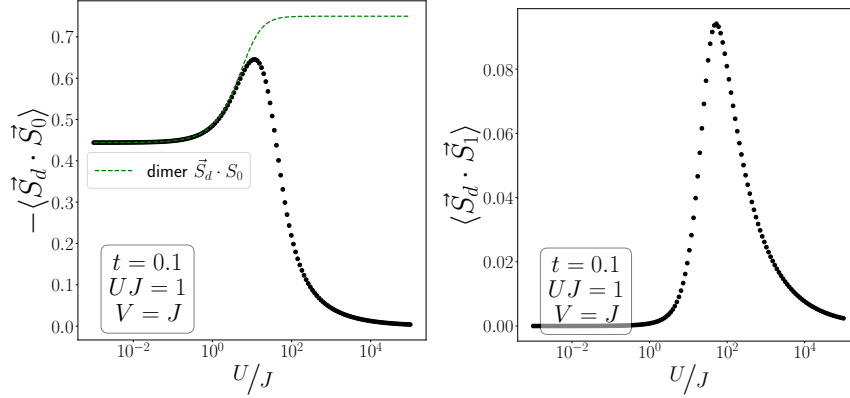 −⟨S⃗_d · S⃗_0⟩
0.7
0.6
0.5
0.4
0.3
0.2
0.1
0.0
dimer S⃗_d · S_0
t = 0.1
UJ = 1
V = J
10^−2 10^0 10^2 10^4
U/J
⟨S⃗_d · S⃗_1⟩
0.08
0.06
0.04
0.02
0.00
t = 0.1
UJ = 1
V = J
10^−2 10^0 10^2 10^4
U/J